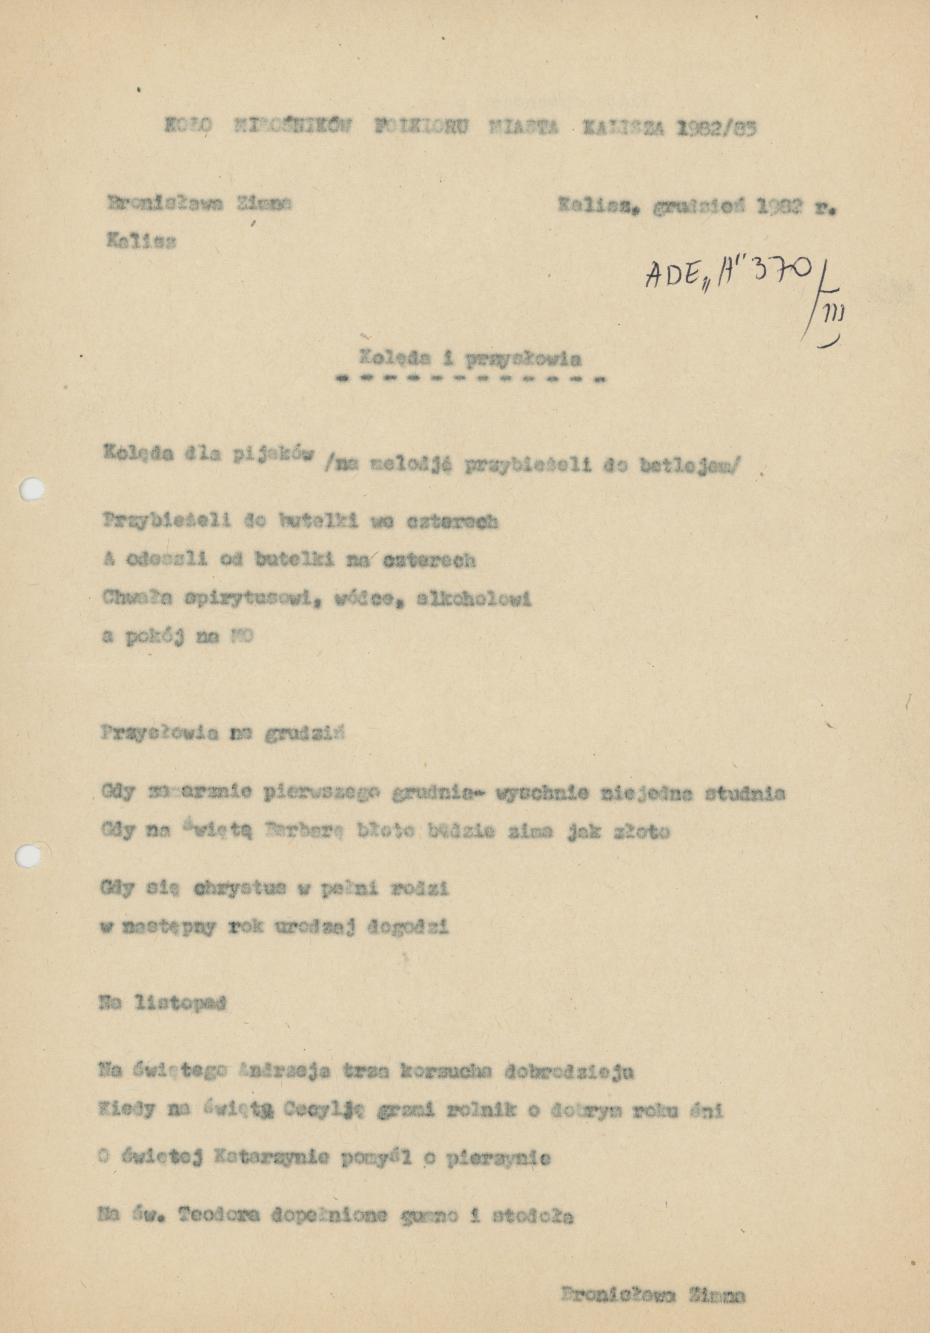 KOŁO MIŁOŚNIKÓW FOLKLORU MIASTA KALISZA 1982/83
Bronisława Zimna Kalisz, grudzień 1982 r.
Kalisz
ADE „A" 370/III
Kolęda i przysłowia
Kolęda dla pijaków /na melodję przybieżeli do betlejem/
Przybieżeli do butelki we czterech
A odeszli od butelki na czterech
Chwała spirytusowi, wódce, alkoholowi
a pokój na MO
Przysłowia na grudziń
Gdy zamarznie pierwszego grudnia- wyschnie niejedna studnia
Gdy na świętą Barbarę błoto będzie zima jak złoto
Gdy się chrystus w pełni rodzi
w następny rok urodzaj dogodzi
Na listopad
Na świętego Andrzeja trza korzucha dobrodzieju
Kiedy na świętą Cecylję grzmi rolnik o dobrym roku śni
O świętej Katarzynie pomyśl o pierzynie
Na św. Teodora dopełnione gumno i stodoła
Bronisława Zimna